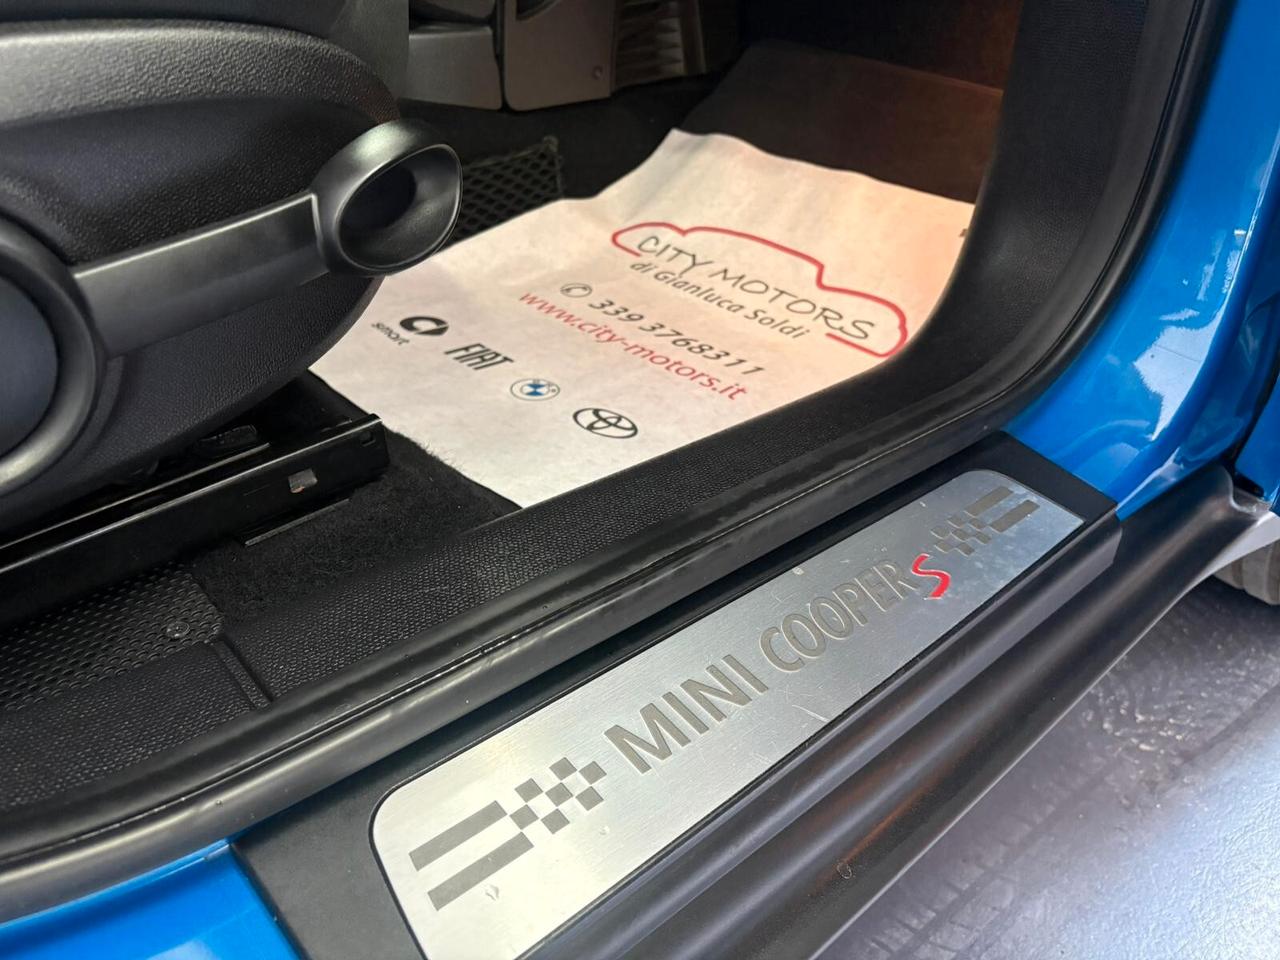 CITY MOTORS
di Gianluca Soldi
339 3768311
www.city-motors.it
smart
FIAT
MINI COOPER S